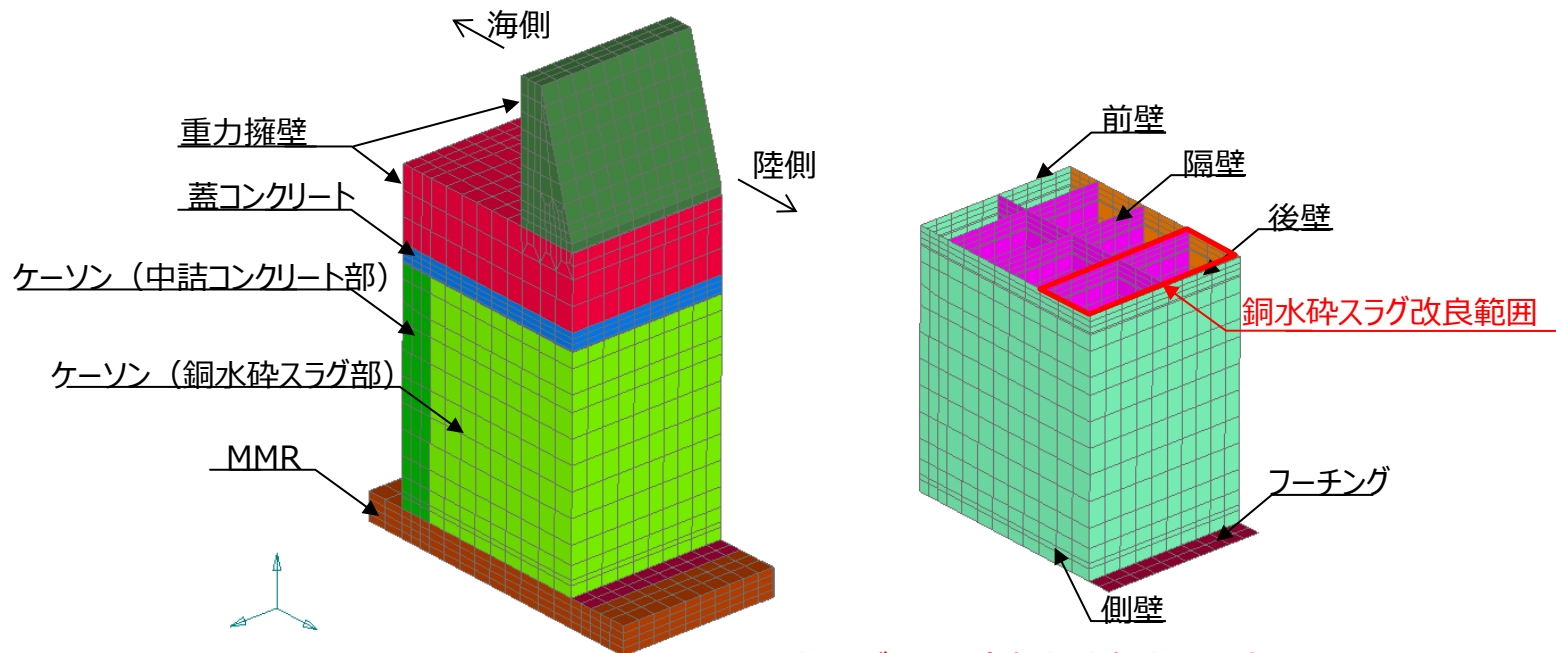 海側
重力擁壁
蓋コンクリート
ケーソン（中詰コンクリート部）
ケーソン（銅水砕スラグ部）
MMR
陸側
前壁
隔壁
後壁
銅水砕スラグ改良範囲
フーチング
側壁